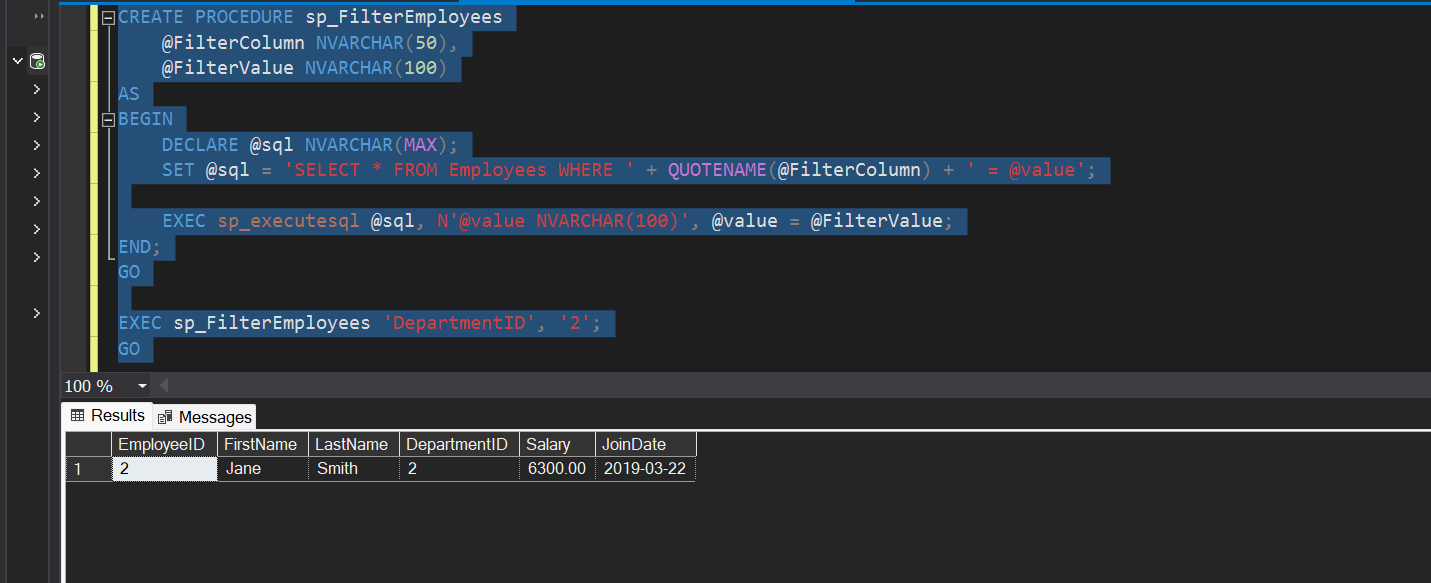 CREATE PROCEDURE sp_FilterEmployees
@FilterColumn NVARCHAR(50),
@FilterValue NVARCHAR(100)
AS
BEGIN
DECLARE @sql NVARCHAR(MAX);
SET @sql = 'SELECT * FROM Employees WHERE ' + QUOTENAME(@FilterColumn) + ' = @value';
EXEC sp_executesql @sql, N'@value NVARCHAR(100)', @value = @FilterValue;
END;
GO
EXEC sp_FilterEmployees 'DepartmentID', '2';
GO
100 %
Results Messages
EmployeeID FirstName LastName DepartmentID Salary JoinDate
1 2 Jane Smith 2 6300.00 2019-03-22